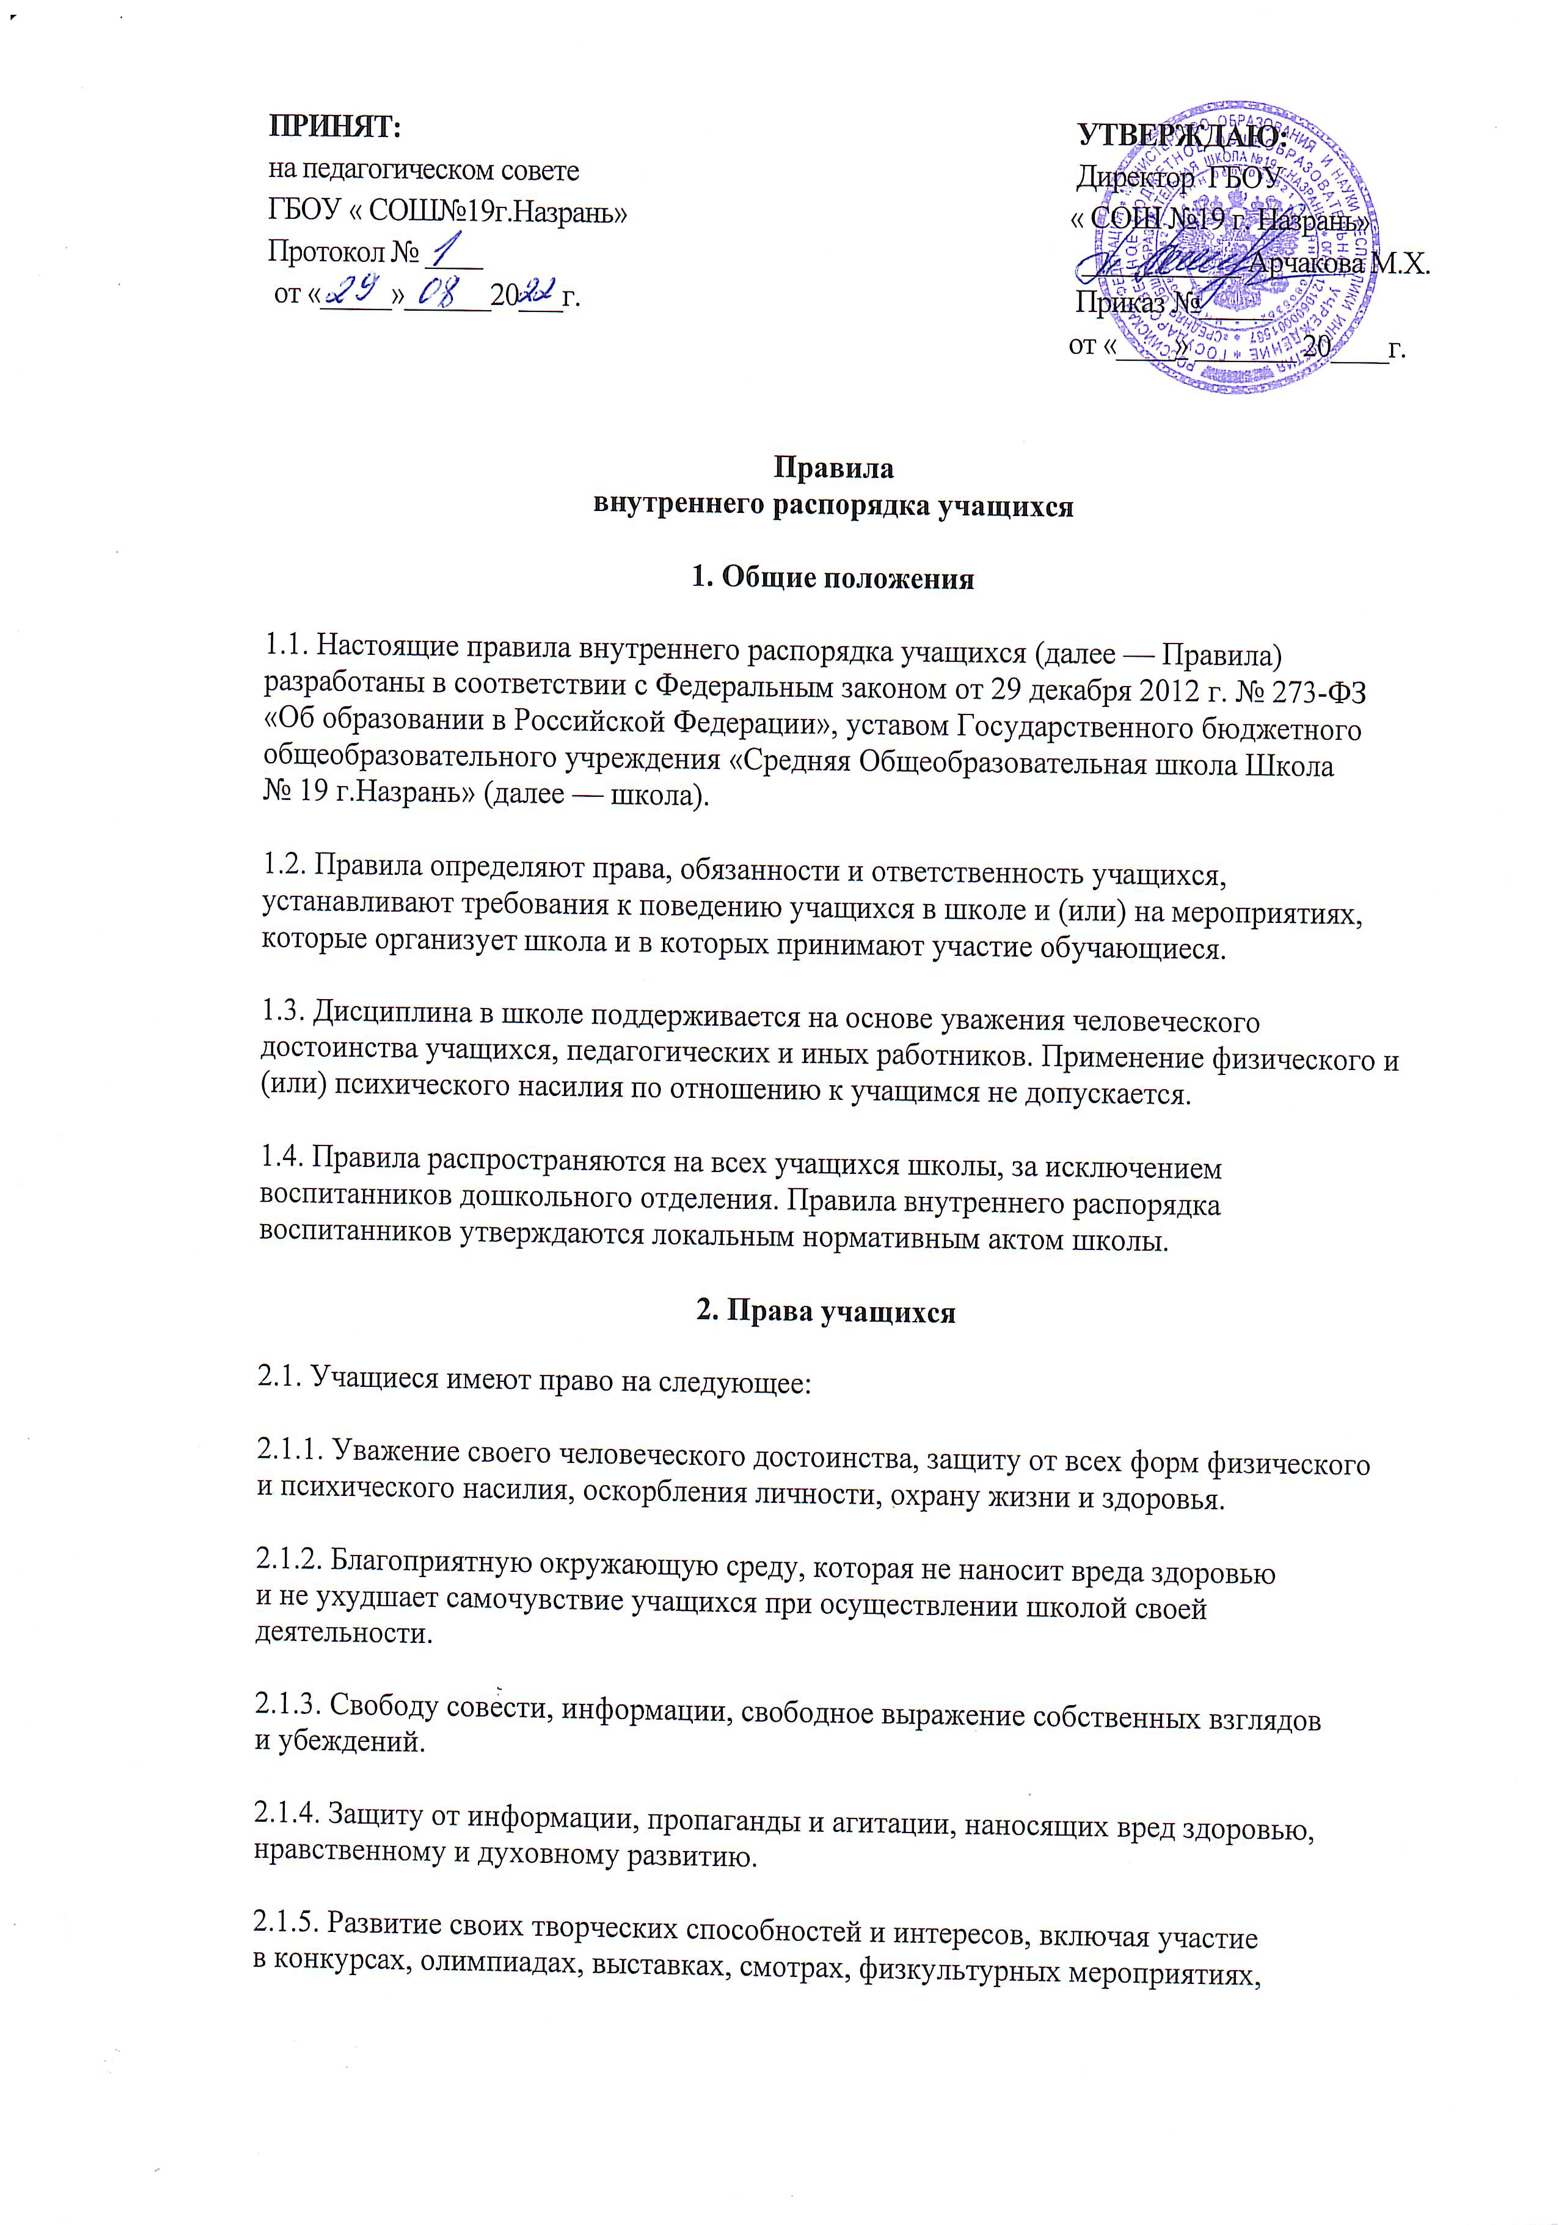 ПРИНЯТ:
на педагогическом совете
ГБОУ « СОШ№19г.Назрань»
Протокол № 1
от «29» 08 2022 г.
УТВЕРЖДАЮ:
Директор ГБОУ
« СОШ №19 г. Назрань»
Арчакова М.Х.
Приказ №_____
от «____» _______ 20____г.
Правила
внутреннего распорядка учащихся
1. Общие положения
1.1. Настоящие правила внутреннего распорядка учащихся (далее — Правила)
разработаны в соответствии с Федеральным законом от 29 декабря 2012 г. № 273-ФЗ
«Об образовании в Российской Федерации», уставом Государственного бюджетного
общеобразовательного учреждения «Средняя Общеобразовательная школа Школа
№ 19 г.Назрань» (далее — школа).
1.2. Правила определяют права, обязанности и ответственность учащихся,
устанавливают требования к поведению учащихся в школе и (или) на мероприятиях,
которые организует школа и в которых принимают участие обучающиеся.
1.3. Дисциплина в школе поддерживается на основе уважения человеческого
достоинства учащихся, педагогических и иных работников. Применение физического и
(или) психического насилия по отношению к учащимся не допускается.
1.4. Правила распространяются на всех учащихся школы, за исключением
воспитанников дошкольного отделения. Правила внутреннего распорядка
воспитанников утверждаются локальным нормативным актом школы.
2. Права учащихся
2.1. Учащиеся имеют право на следующее:
2.1.1. Уважение своего человеческого достоинства, защиту от всех форм физического
и психического насилия, оскорбления личности, охрану жизни и здоровья.
2.1.2. Благоприятную окружающую среду, которая не наносит вреда здоровью
и не ухудшает самочувствие учащихся при осуществлении школой своей
деятельности.
2.1.3. Свободу совести, информации, свободное выражение собственных взглядов
и убеждений.
2.1.4. Защиту от информации, пропаганды и агитации, наносящих вред здоровью,
нравственному и духовному развитию.
2.1.5. Развитие своих творческих способностей и интересов, включая участие
в конкурсах, олимпиадах, выставках, смотрах, физкультурных мероприятиях,